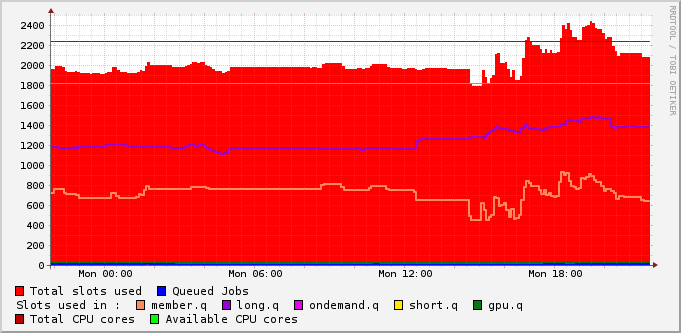 RRDTOOL / TOBI OETIKER
2400
2200
2000
1800
1600
1400
1200
1000
800
600
400
200
0
Mon 00:00 Mon 06:00 Mon 12:00 Mon 18:00
Total slots used Queued Jobs
Slots used in : member.q long.q ondemand.q short.q gpu.q
Total CPU cores Available CPU cores